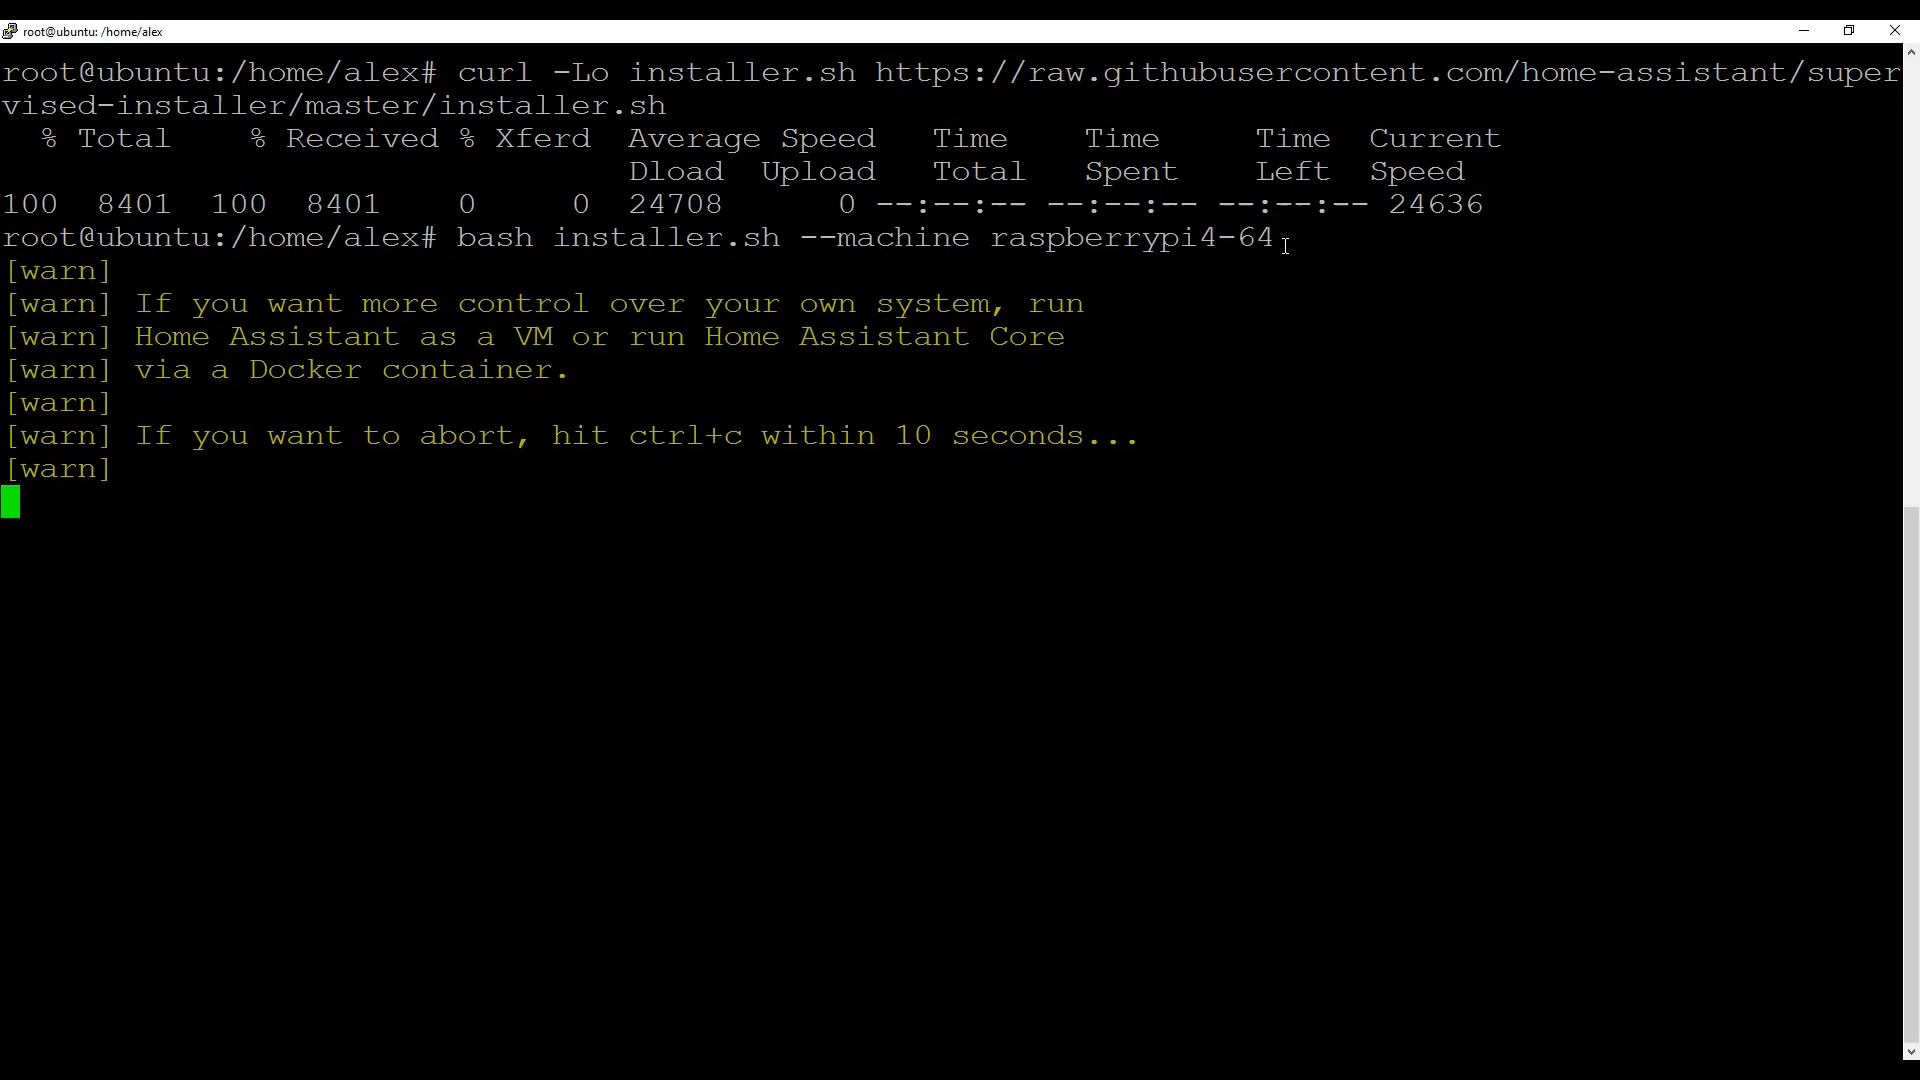 root@ubuntu: /home/alex
root@ubuntu:/home/alex# curl -Lo installer.sh https://raw.githubusercontent.com/home-assistant/super
vised-installer/master/installer.sh
  % Total    % Received % Xferd  Average Speed   Time    Time     Time  Current
                                 Dload  Upload   Total   Spent    Left  Speed
100  8401  100  8401    0     0  24708      0 --:--:-- --:--:-- --:--:-- 24636
root@ubuntu:/home/alex# bash installer.sh --machine raspberrypi4-64
[warn]
[warn] If you want more control over your own system, run
[warn] Home Assistant as a VM or run Home Assistant Core
[warn] via a Docker container.
[warn]
[warn] If you want to abort, hit ctrl+c within 10 seconds...
[warn]